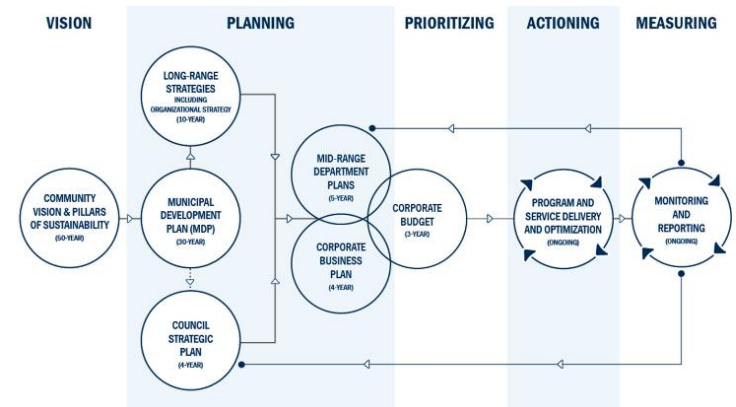 VISION
PLANNING
PRIORITIZING
ACTIONING
MEASURING
LONG-RANGE
STRATEGIES
INCLUDING
ORGANIZATIONAL STRATEGY
(10-YEAR)
COMMUNITY
VISION & PILLARS
OF SUSTAINABILITY
(50-YEAR)
MUNICIPAL
DEVELOPMENT
PLAN (MDP)
(30-YEAR)
COUNCIL
STRATEGIC
PLAN
(4-YEAR)
MID-RANGE
DEPARTMENT
PLANS
(5-YEAR)
CORPORATE
BUSINESS
PLAN
(4-YEAR)
CORPORATE
BUDGET
(3-YEAR)
PROGRAM AND
SERVICE DELIVERY
AND OPTIMIZATION
(ONGOING)
MONITORING
AND
REPORTING
(ONGOING)